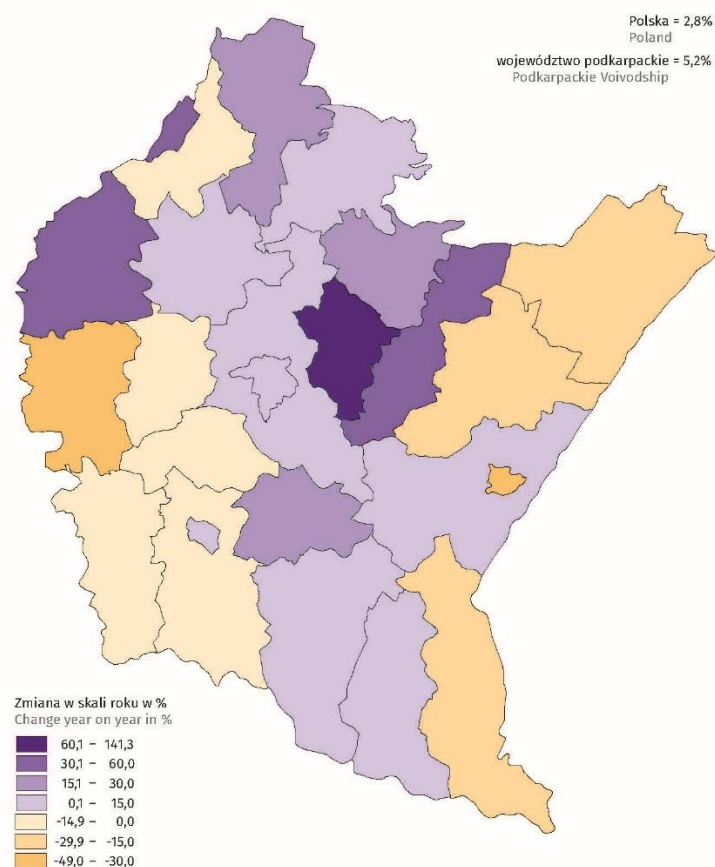 Polska = 2,8%
Poland
województwo podkarpackie = 5,2%
Podkarpackie Voivodship
Zmiana w skali roku w %
Change year on year in %
60,1 – 141,3
30,1 – 60,0
15,1 – 30,0
0,1 – 15,0
-14,9 – 0,0
-29,9 – -15,0
-49,0 – -30,0